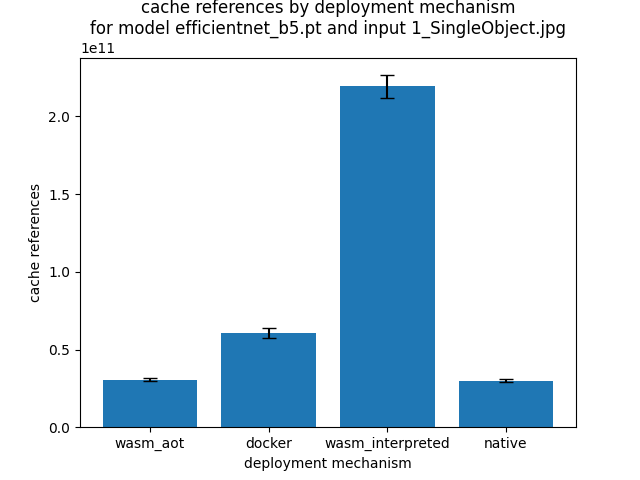 cache references by deployment mechanism
for model efficientnet_b5.pt and input 1_SingleObject.jpg
1e11
2.0
1.5
1.0
0.5
0.0
cache references
wasm_aot docker wasm_interpreted native
deployment mechanism